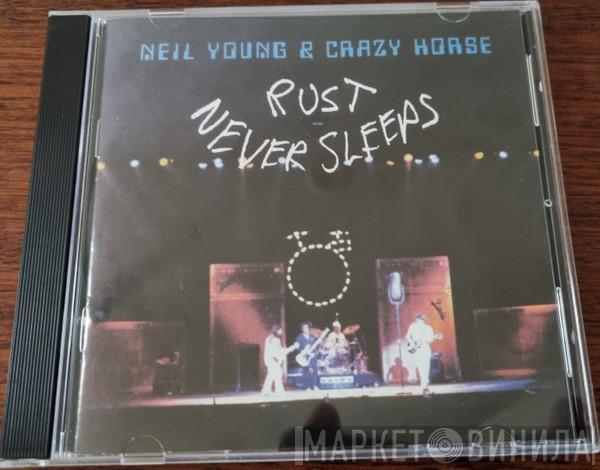 NEIL YOUNG & CRAZY HORSE
RUST
NEVER SLEEPS
МАРКЕТ ВИНИЛА